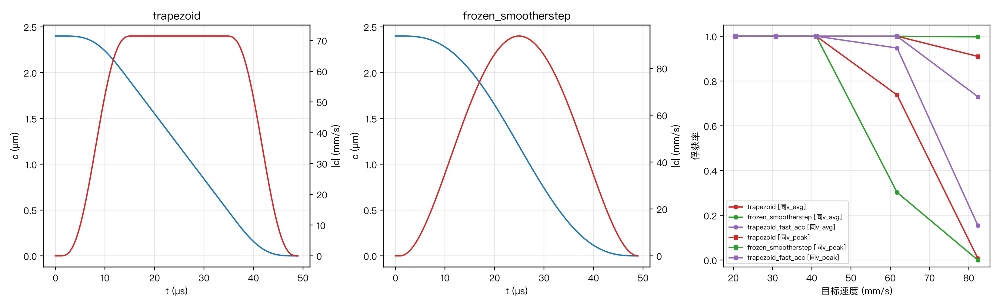 trapezoid
2.5
2.0
1.5
1.0
0.5
0.0
c (μm)
70
60
50
40
30
20
10
0
|ċ| (mm/s)
0 10 20 30 40 50
t (μs)
frozen_smootherstep
2.5
2.0
1.5
1.0
0.5
0.0
c (μm)
80
60
40
20
0
|ċ| (mm/s)
0 10 20 30 40 50
t (μs)
1.0
0.8
0.6
0.4
0.2
0.0
俘获率
trapezoid [同v_avg]
frozen_smootherstep [同v_avg]
trapezoid_fast_acc [同v_avg]
trapezoid [同v_peak]
frozen_smootherstep [同v_peak]
trapezoid_fast_acc [同v_peak]
20 30 40 50 60 70 80
目标速度 (mm/s)